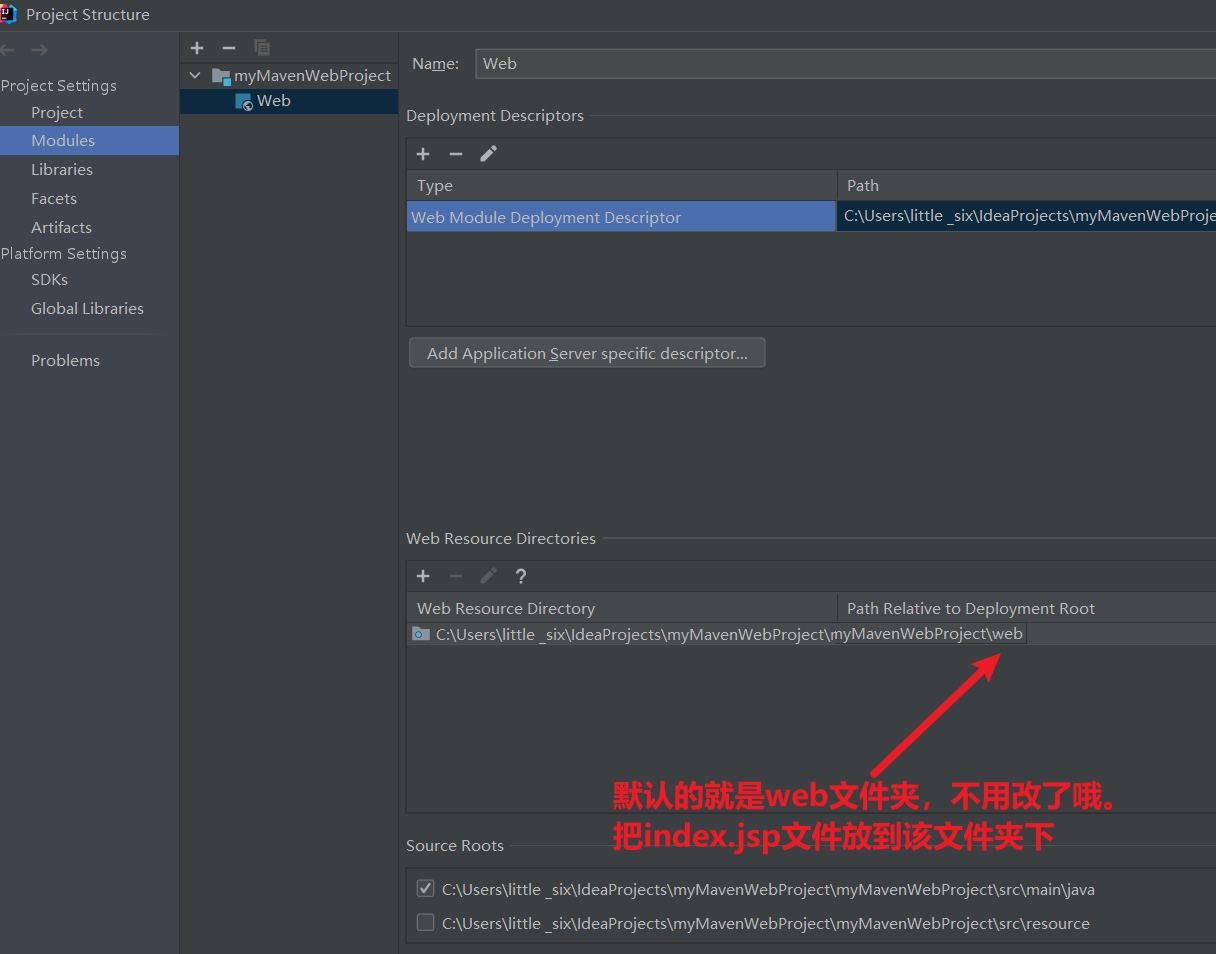 Project Structure
Project Settings
Project
Modules
Libraries
Facets
Artifacts
Platform Settings
SDKs
Global Libraries
Problems
myMavenWebProject
Web
Name: Web
Deployment Descriptors
Type Path
Web Module Deployment Descriptor C:\Users\little _six\IdeaProjects\myMavenWebProje
Add Application Server specific descriptor...
Web Resource Directories
Web Resource Directory Path Relative to Deployment Root
C:\Users\little _six\IdeaProjects\myMavenWebProject\myMavenWebProject\web
默认的就是web文件夹，不用改了哦。
把index.jsp文件放到该文件夹下
Source Roots
C:\Users\little _six\IdeaProjects\myMavenWebProject\myMavenWebProject\src\main\java
C:\Users\little _six\IdeaProjects\myMavenWebProject\myMavenWebProject\src\resource